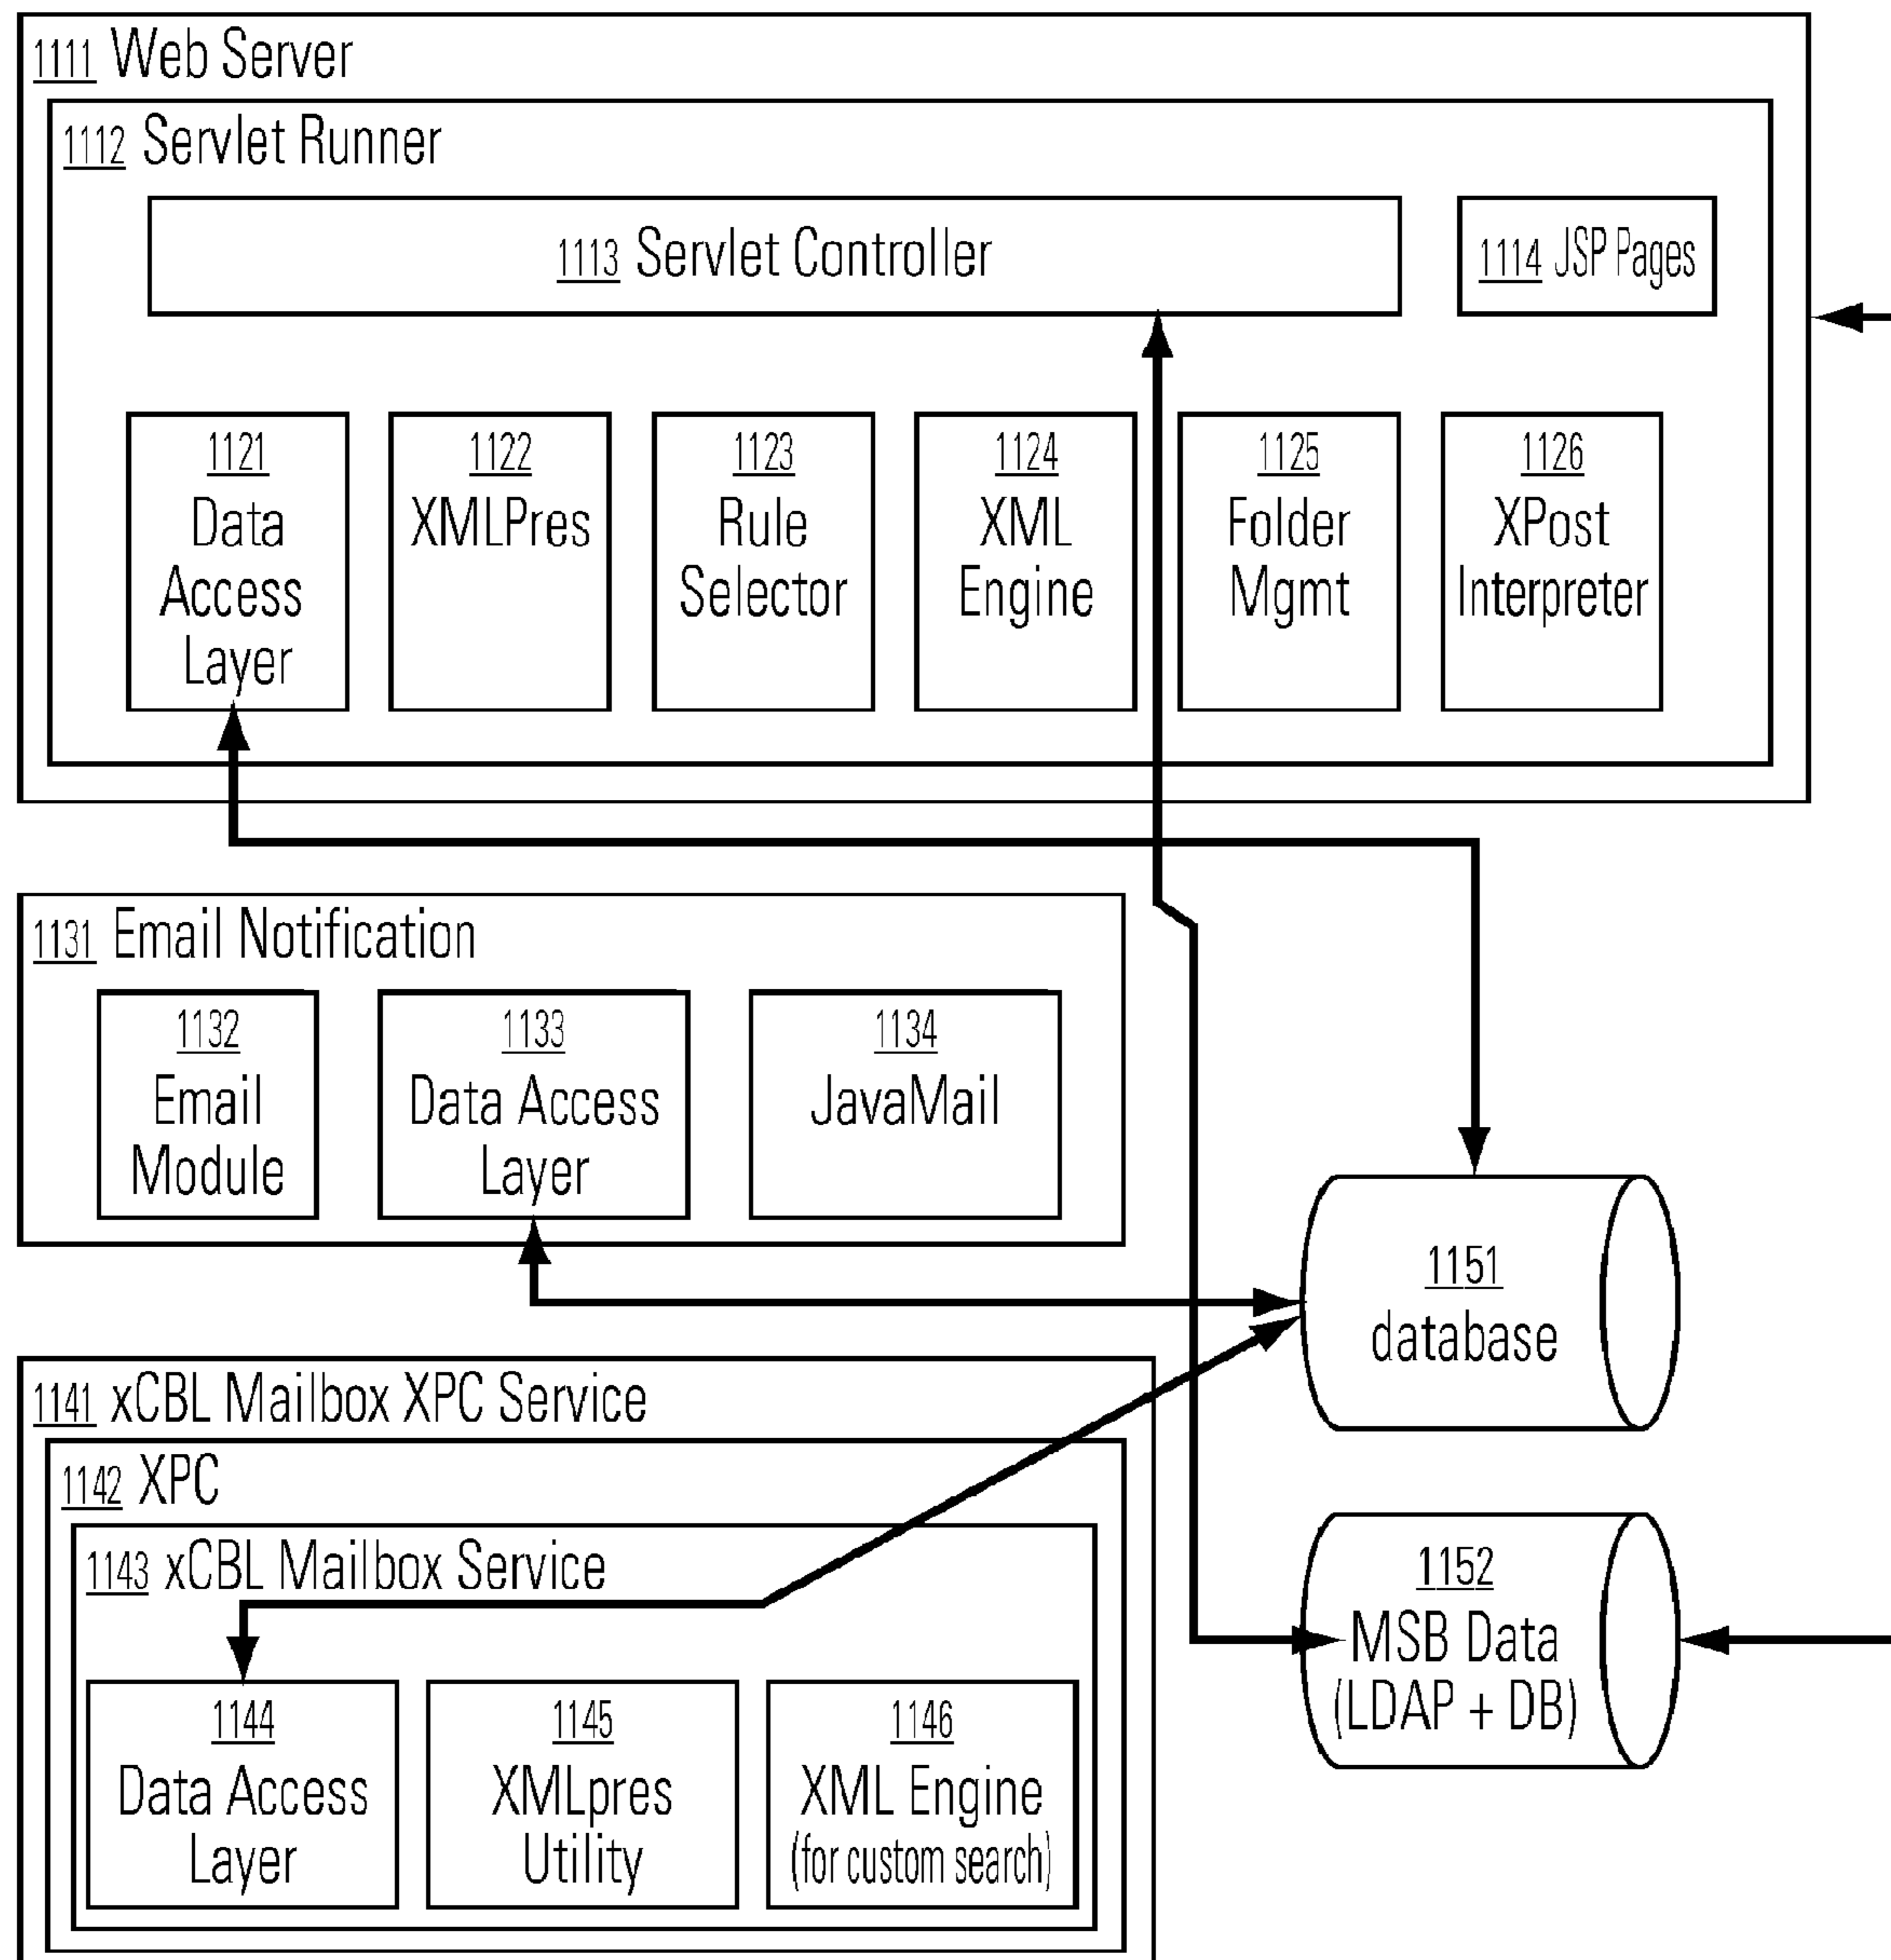 1111 Web Server
1112 Servlet Runner
1113 Servlet Controller
1114 JSP Pages
1121
Data
Access
Layer
1122
XMLPres
1123
Rule
Selector
1124
XML
Engine
1125
Folder
Mgmt
1126
XPost
Interpreter
1131 Email Notification
1132
Email
Module
1133
Data Access
Layer
1134
JavaMail
1151
database
1141 xCBL Mailbox XPC Service
1142 XPC
1143 xCBL Mailbox Service
1144
Data Access
Layer
1145
XMLpres
Utility
1146
XML Engine
(for custom search)
1152
MSB Data
(LDAP + DB)